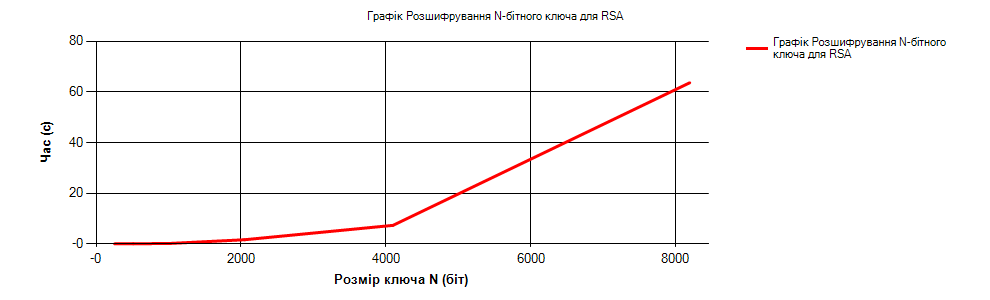 Графік Розшифрування N-бітного ключа для RSA
80
60
40
20
-0
Час (с)
-0
2000
4000
6000
8000
Розмір ключа N (біт)
Графік Розшифрування N-бітного
ключа для RSA